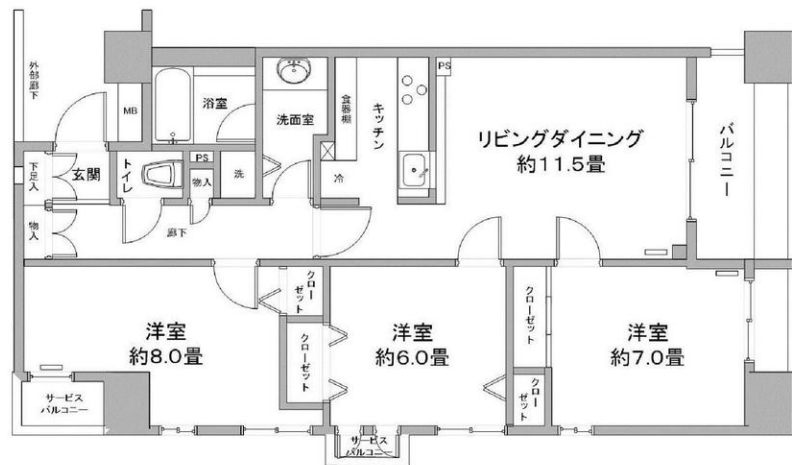 外部廊下
MB
浴室
洗面室
食器棚
キッチン
PS
リビングダイニング
約11.5畳
バルコニー
下足入
玄関
トイレ
PS
物入
洗
冷
物入
廊下
洋室
約8.0畳
クロー
ゼット
クローゼット
洋室
約6.0畳
クローゼット
クロー
ゼット
洋室
約7.0畳
サービス
バルコニー
サービス
バルコニー